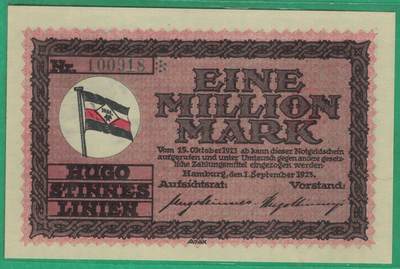 Nr. 100918 *
EINE
MILLION
MARK
Vom 15. Oktober 1923 ab kann dieser Notgeldschein
aufgerufen und unter Umtausch gegen andere gesetz-
liche Zahlungsmittel eingezogen werden.
Hamburg, den 1. September 1923.
Aufsichtsrat: Vorstand:
HUGO
STINNES
LINIEN